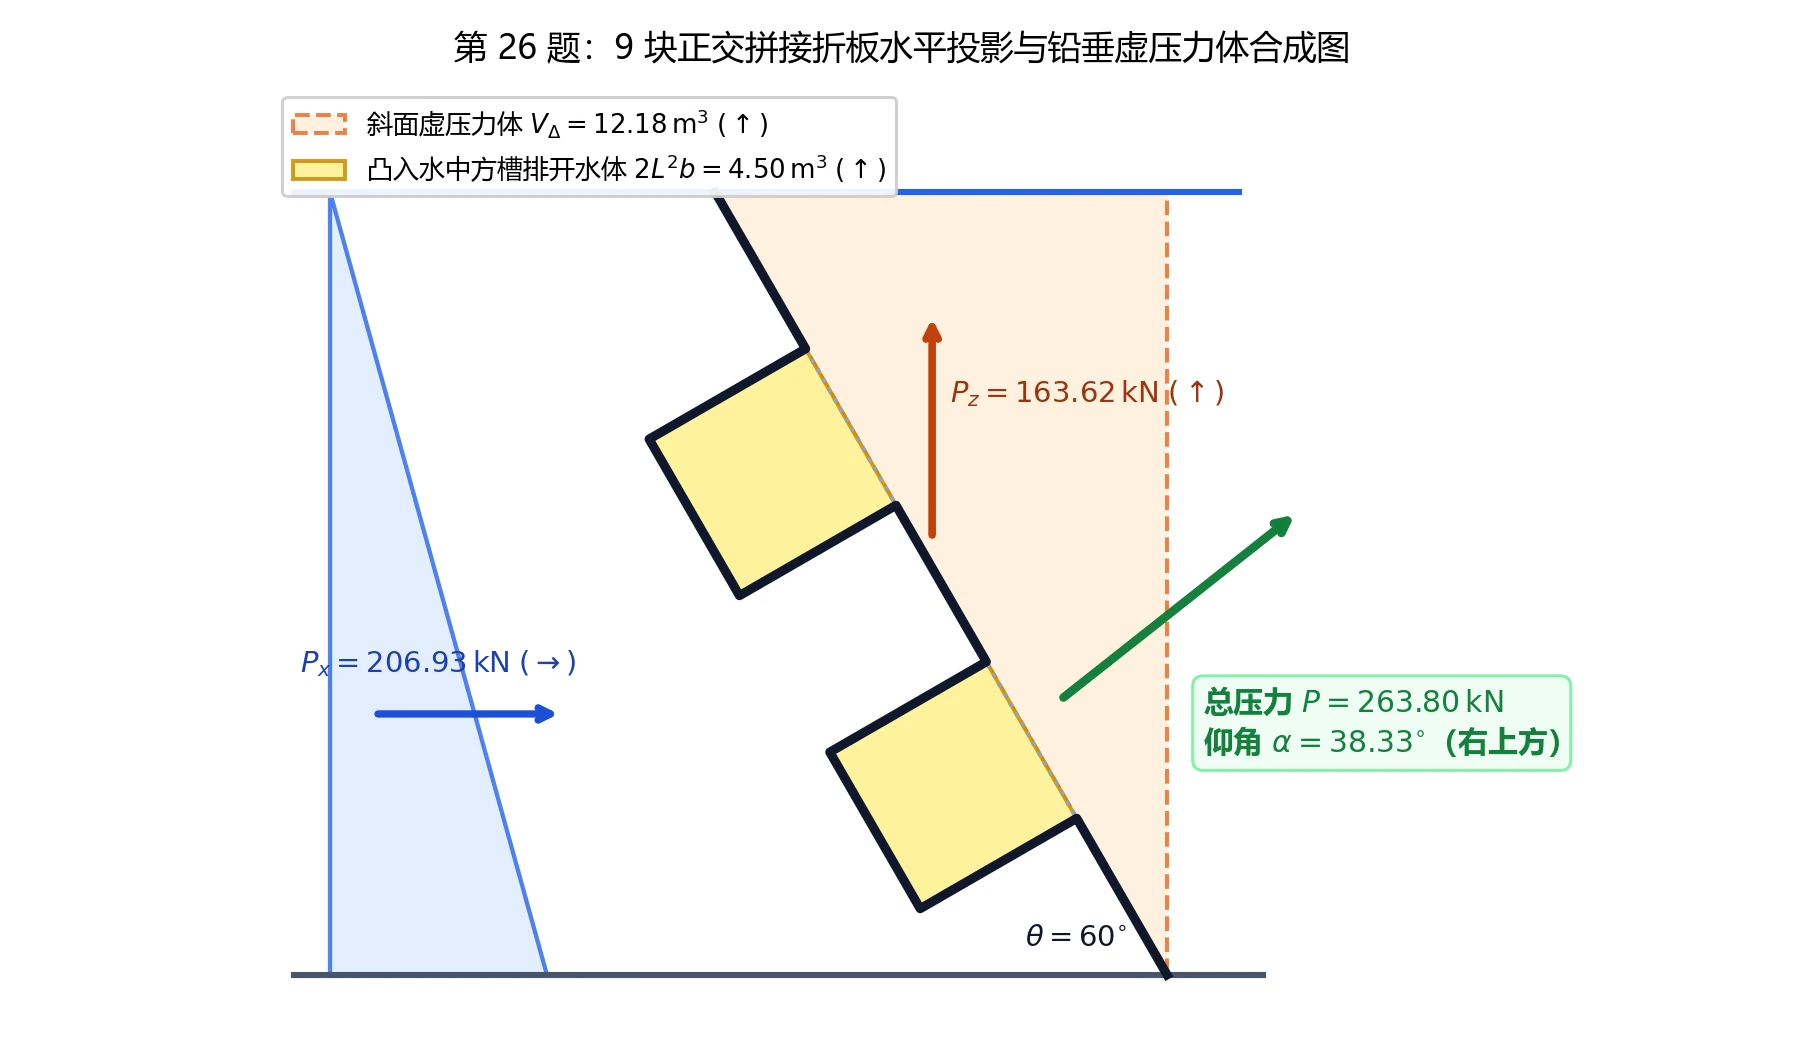 第 26 题：9 块正交拼接折板水平投影与铅垂虚压力体合成图
斜面虚压力体 V_Δ = 12.18 m³ (↑)
凸入水中方槽排开水体 2L²b = 4.50 m³ (↑)
P_z = 163.62 kN (↑)
P_x = 206.93 kN (→)
总压力 P = 263.80 kN
仰角 α = 38.33°（右上方）
θ = 60°